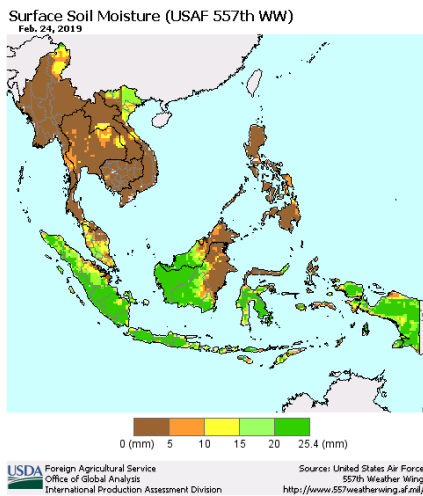 Surface Soil Moisture (USAF 557th WW)
Feb. 24, 2019
0 (mm) 5 10 15 20 25.4 (mm)
USDA Foreign Agricultural Service
Office of Global Analysis
International Production Assessment Division
Source: United States Air Force
557th Weather Wing
http://www.557weatherwing.af.mil/